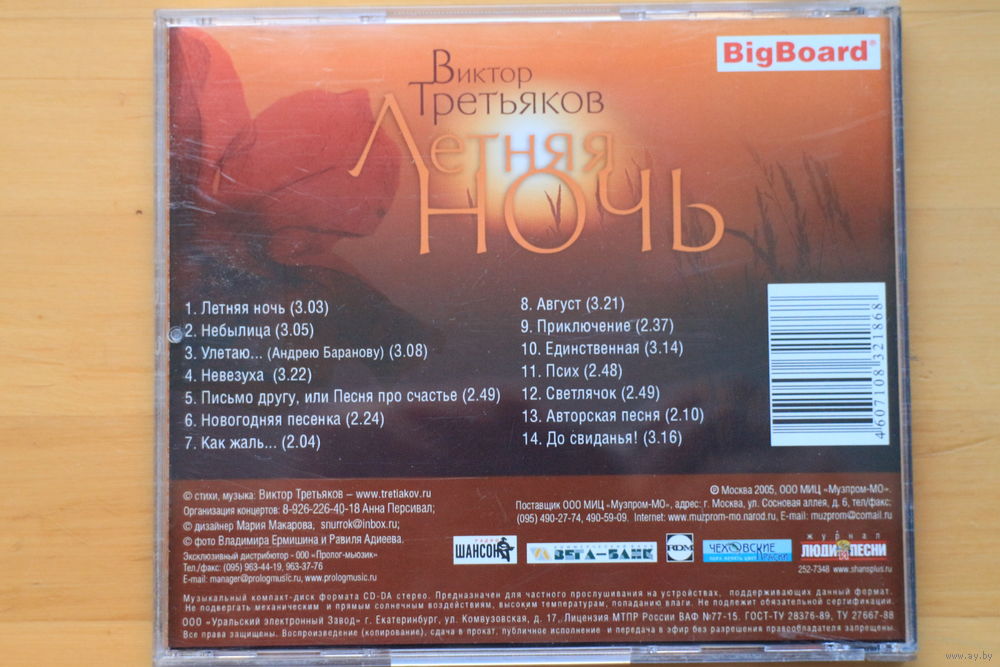 BigBoard®
Виктор
Третьяков
Летняя
ночь
1. Летняя ночь (3.03)
2. Небылица (3.05)
3. Улетаю... (Андрею Баранову) (3.08)
4. Невезуха (3.22)
5. Письмо другу, или Песня про счастье (2.49)
6. Новогодняя песенка (2.24)
7. Как жаль... (2.04)
8. Август (3.21)
9. Приключение (2.37)
10. Единственная (3.14)
11. Псих (2.48)
12. Светлячок (2.49)
13. Авторская песня (2.10)
14. До свиданья! (3.16)
4607108321868
© стихи, музыка: Виктор Третьяков – www.tretiakov.ru
Организация концертов: 8-926-226-40-18 Анна Персивал;
© дизайнер Мария Макарова, snurrok@inbox.ru;
© фото Владимира Ермишина и Равиля Адиеева.
Эксклюзивный дистрибутор - ООО «Пролог-мьюзик»
Тел./факс: (095) 963-44-19, 963-37-76
E-mail: manager@prologmusic.ru, www.prologmusic.ru
℗ Москва 2005, ООО МИЦ «Музпром-МО».
Поставщик ООО МИЦ «Музпром-МО», адрес: г. Москва, ул. Сосновая аллея, д. 6, тел/факс:
(095) 490-27-74, 490-59-09. Internet: www.muzprom-mo.narod.ru, E-mail: muzprom@comail.ru
РАДИО
ШАНСОН
КОММЕРЧЕСКИЙ БАНК
ЗЭТА-БАНК
RDM
ЧЕХОВСКИЕ
КРАСКИ
журнал
ЛЮДИ ПЕСНИ
252-7348 www.shansplus.ru
Музыкальный компакт-диск формата CD-DA стерео. Предназначен для частного прослушивания на устройствах, поддерживающих данный формат.
Не подвергать механическим и прямым солнечным воздействиям, высоким температурам, попаданию влаги. Не подлежит обязательной сертификации.
ООО «Уральский электронный Завод» г. Екатеринбург, ул. Комвузовская, д. 17., Лицензия МТПР России ВАФ №77-15. ГОСТ-ТУ 28376-89, ТУ 27667-88
Все права защищены. Воспроизведение (копирование), сдача в прокат, публичное исполнение и передача в эфир без разрешения правообладателя запрещены.
www.ay.by